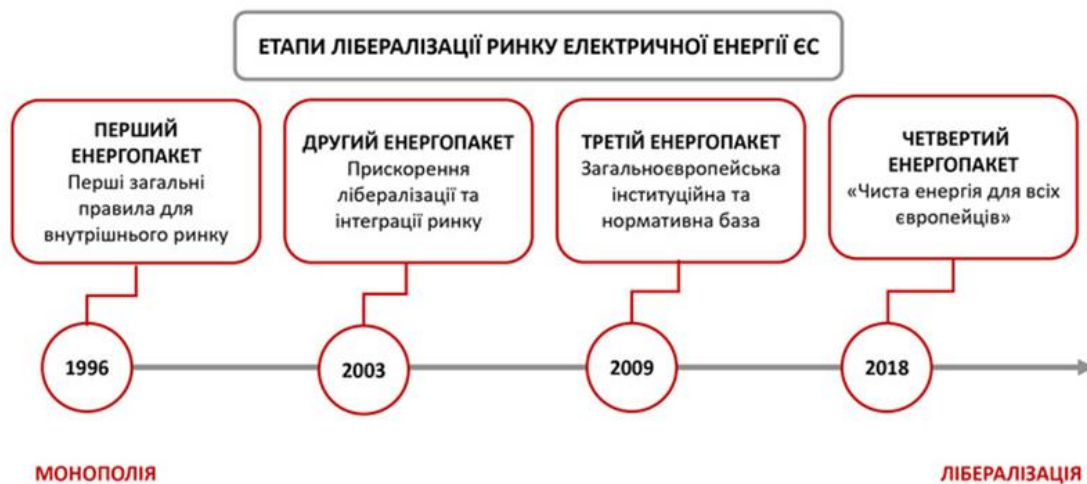 ЕТАПИ ЛІБЕРАЛІЗАЦІЇ РИНКУ ЕЛЕКТРИЧНОЇ ЕНЕРГІЇ ЄС
ПЕРШИЙ
ЕНЕРГОПАКЕТ
Перші загальні
правила для
внутрішнього ринку
ДРУГИЙ ЕНЕРГОПАКЕТ
Прискорення
лібералізації та
інтеграції ринку
ТРЕТІЙ ЕНЕРГОПАКЕТ
Загальноєвропейська
інституційна та
нормативна база
ЧЕТВЕРТИЙ
ЕНЕРГОПАКЕТ
«Чиста енергія для всіх
європейців»
1996
2003
2009
2018
МОНОПОЛІЯ
ЛІБЕРАЛІЗАЦІЯ